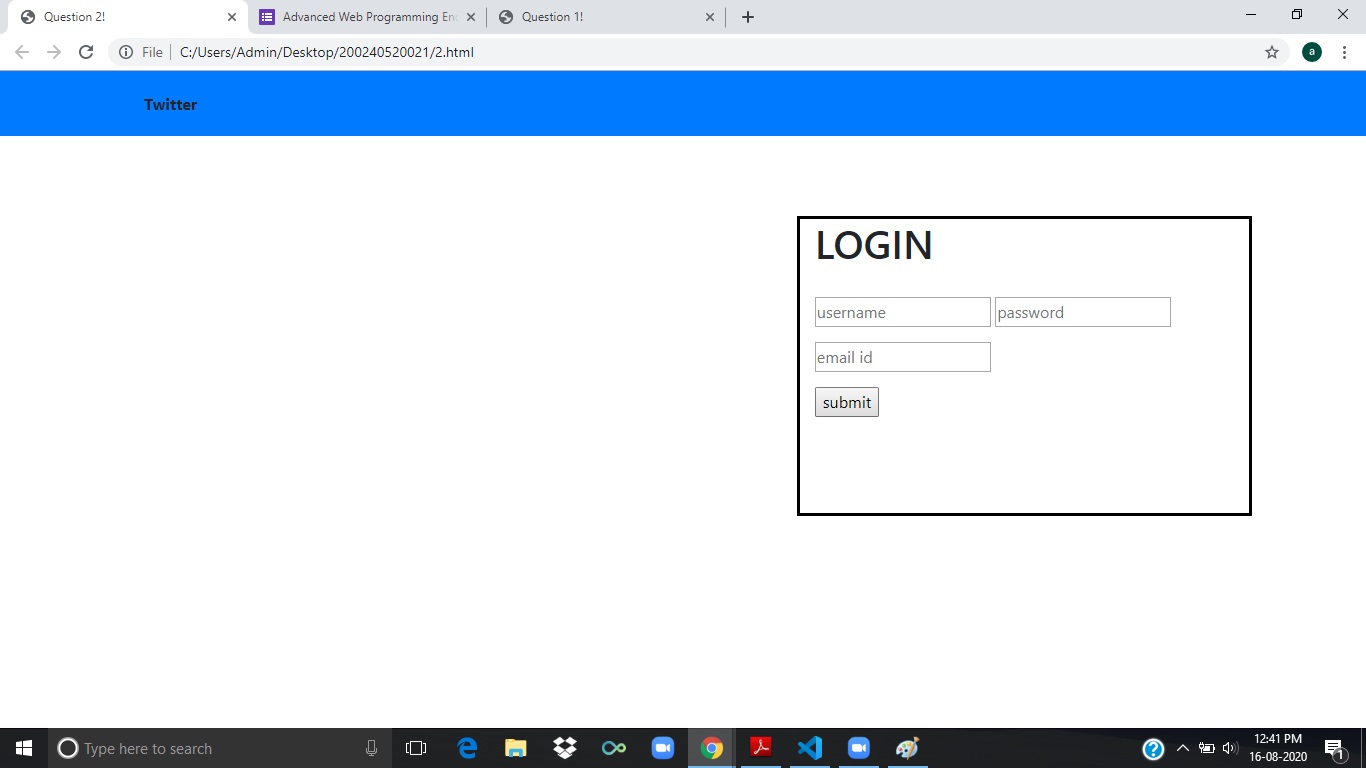 Question 2!
Advanced Web Programming En
Question 1!
File
C:/Users/Admin/Desktop/200240520021/2.html
a
Twitter
LOGIN
username password
email id
submit
Type here to search
12:41 PM
16-08-2020
1